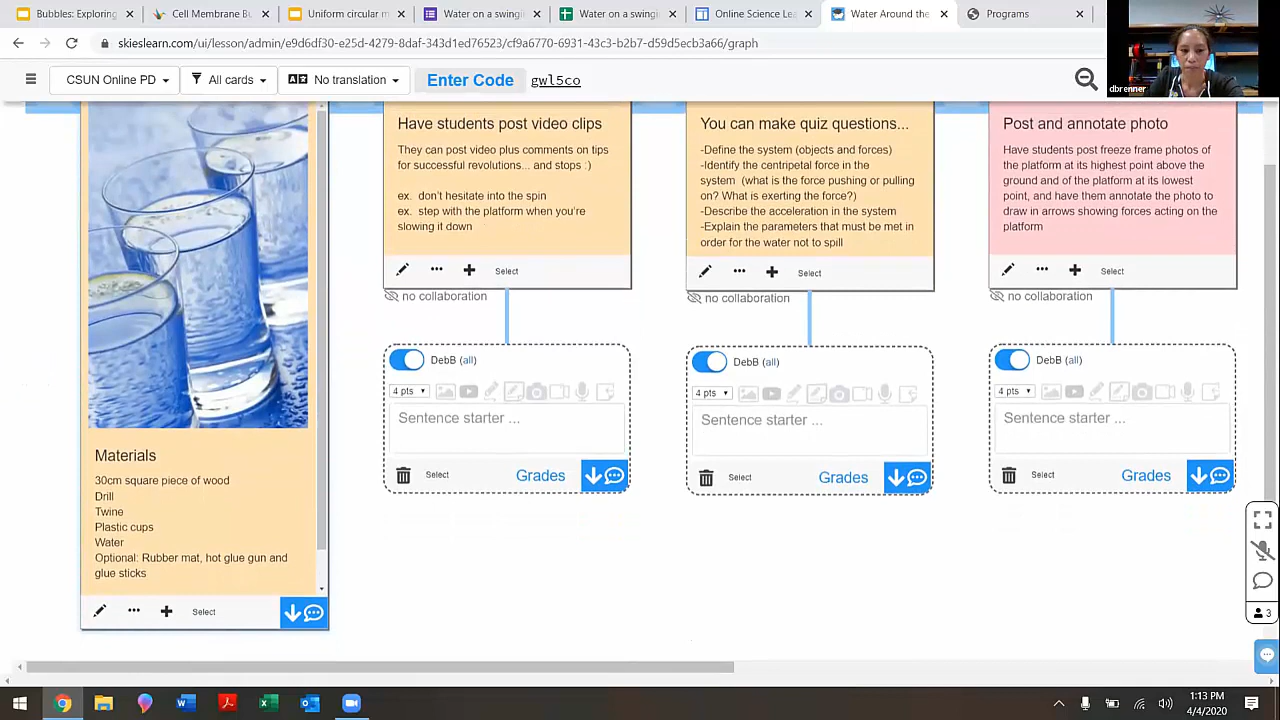 Bubbles: Exploring
Cell Membrane Bu
Uniform circular m
Water on a swing
Water on a swing
Online Science Le
Water Around the
Programs
skieslearn.com/ui/lesson/admin/e9d6df30-e25d-4279-8daf-343d1ed76523/cf9a6770-6931-43c3-b2b7-d59d5ecb3a66/graph
CSUN Online PD
All cards
No translation
Enter Code
gwl5co
dbrenner
Materials
30cm square piece of wood
Drill
Twine
Plastic cups
Water
Optional: Rubber mat, hot glue gun and
glue sticks
Select
Have students post video clips
They can post video plus comments on tips
for successful revolutions... and stops :)
ex. don't hesitate into the spin
ex. step with the platform when you're
slowing it down
Select
no collaboration
DebB (all)
4 pts
Sentence starter ...
Select
Grades
You can make quiz questions...
-Define the system (objects and forces)
-Identify the centripetal force in the
system (what is the force pushing or pulling
on? What is exerting the force?)
-Describe the acceleration in the system
-Explain the parameters that must be met in
order for the water not to spill
Select
no collaboration
DebB (all)
4 pts
Sentence starter ...
Select
Grades
Post and annotate photo
Have students post freeze frame photos of
the platform at its highest point above the
ground and of the platform at its lowest
point, and have them annotate the photo to
draw in arrows showing forces acting on the
platform
Select
no collaboration
DebB (all)
4 pts
Sentence starter ...
Select
Grades
3
1:13 PM
4/4/2020